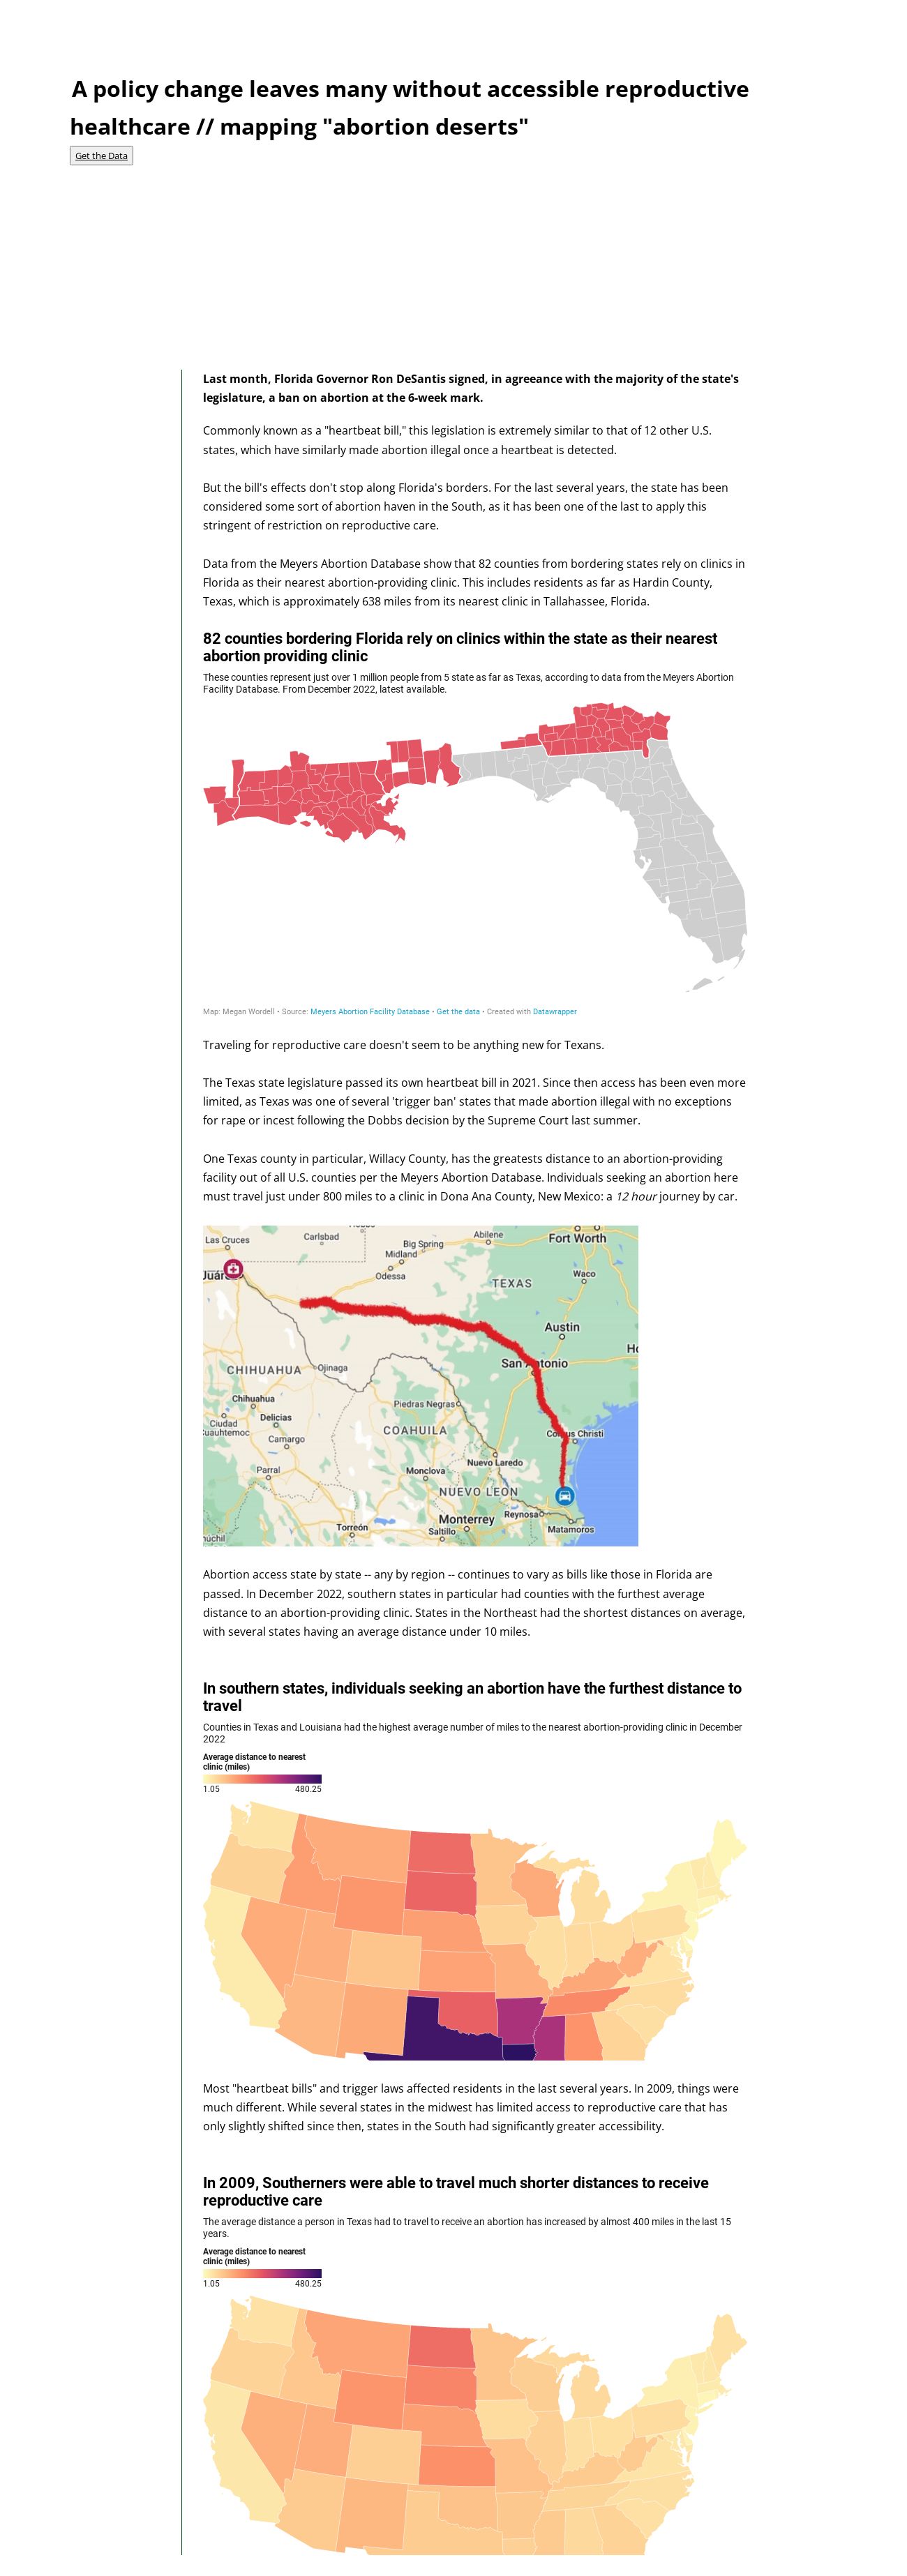 A policy change leaves many without accessible reproductive
healthcare // mapping "abortion deserts"
Get the Data
Last month, Florida Governor Ron DeSantis signed, in agreeance with the majority of the state's
legislature, a ban on abortion at the 6-week mark.
Commonly known as a "heartbeat bill," this legislation is extremely similar to that of 12 other U.S.
states, which have similarly made abortion illegal once a heartbeat is detected.
But the bill's effects don't stop along Florida's borders. For the last several years, the state has been
considered some sort of abortion haven in the South, as it has been one of the last to apply this
stringent of restriction on reproductive care.
Data from the Meyers Abortion Database show that 82 counties from bordering states rely on clinics in
Florida as their nearest abortion-providing clinic. This includes residents as far as Hardin County,
Texas, which is approximately 638 miles from its nearest clinic in Tallahassee, Florida.
82 counties bordering Florida rely on clinics within the state as their nearest
abortion providing clinic
These counties represent just over 1 million people from 5 state as far as Texas, according to data from the Meyers Abortion
Facility Database. From December 2022, latest available.
Map: Megan Wordell • Source: Meyers Abortion Facility Database • Get the data • Created with Datawrapper
Traveling for reproductive care doesn't seem to be anything new for Texans.
The Texas state legislature passed its own heartbeat bill in 2021. Since then access has been even more
limited, as Texas was one of several 'trigger ban' states that made abortion illegal with no exceptions
for rape or incest following the Dobbs decision by the Supreme Court last summer.
One Texas county in particular, Willacy County, has the greatests distance to an abortion-providing
facility out of all U.S. counties per the Meyers Abortion Database. Individuals seeking an abortion here
must travel just under 800 miles to a clinic in Dona Ana County, New Mexico: a 12 hour journey by car.
Las Cruces
Carlsbad
Abilene
Fort Worth
Big Spring
Midland
Odessa
Waco
TEXAS
Austin
San Antonio
CHIHUAHUA
Ojinaga
Chihuahua
Piedras Negras
Delicias
Ciudad
Cuauhtemoc
Camargo
COAHUILA
Nuevo Laredo
Parral
Monclova
NUEVO LEON
Reynosa
Monterrey
Torreón
Saltillo
Matamoros
Abortion access state by state -- any by region -- continues to vary as bills like those in Florida are
passed. In December 2022, southern states in particular had counties with the furthest average
distance to an abortion-providing clinic. States in the Northeast had the shortest distances on average,
with several states having an average distance under 10 miles.
In southern states, individuals seeking an abortion have the furthest distance to
travel
Counties in Texas and Louisiana had the highest average number of miles to the nearest abortion-providing clinic in December
2022
Average distance to nearest
clinic (miles)
1.05 480.25
Most "heartbeat bills" and trigger laws affected residents in the last several years. In 2009, things were
much different. While several states in the midwest has limited access to reproductive care that has
only slightly shifted since then, states in the South had significantly greater accessibility.
In 2009, Southerners were able to travel much shorter distances to receive
reproductive care
The average distance a person in Texas had to travel to receive an abortion has increased by almost 400 miles in the last 15
years.
Average distance to nearest
clinic (miles)
1.05 480.25